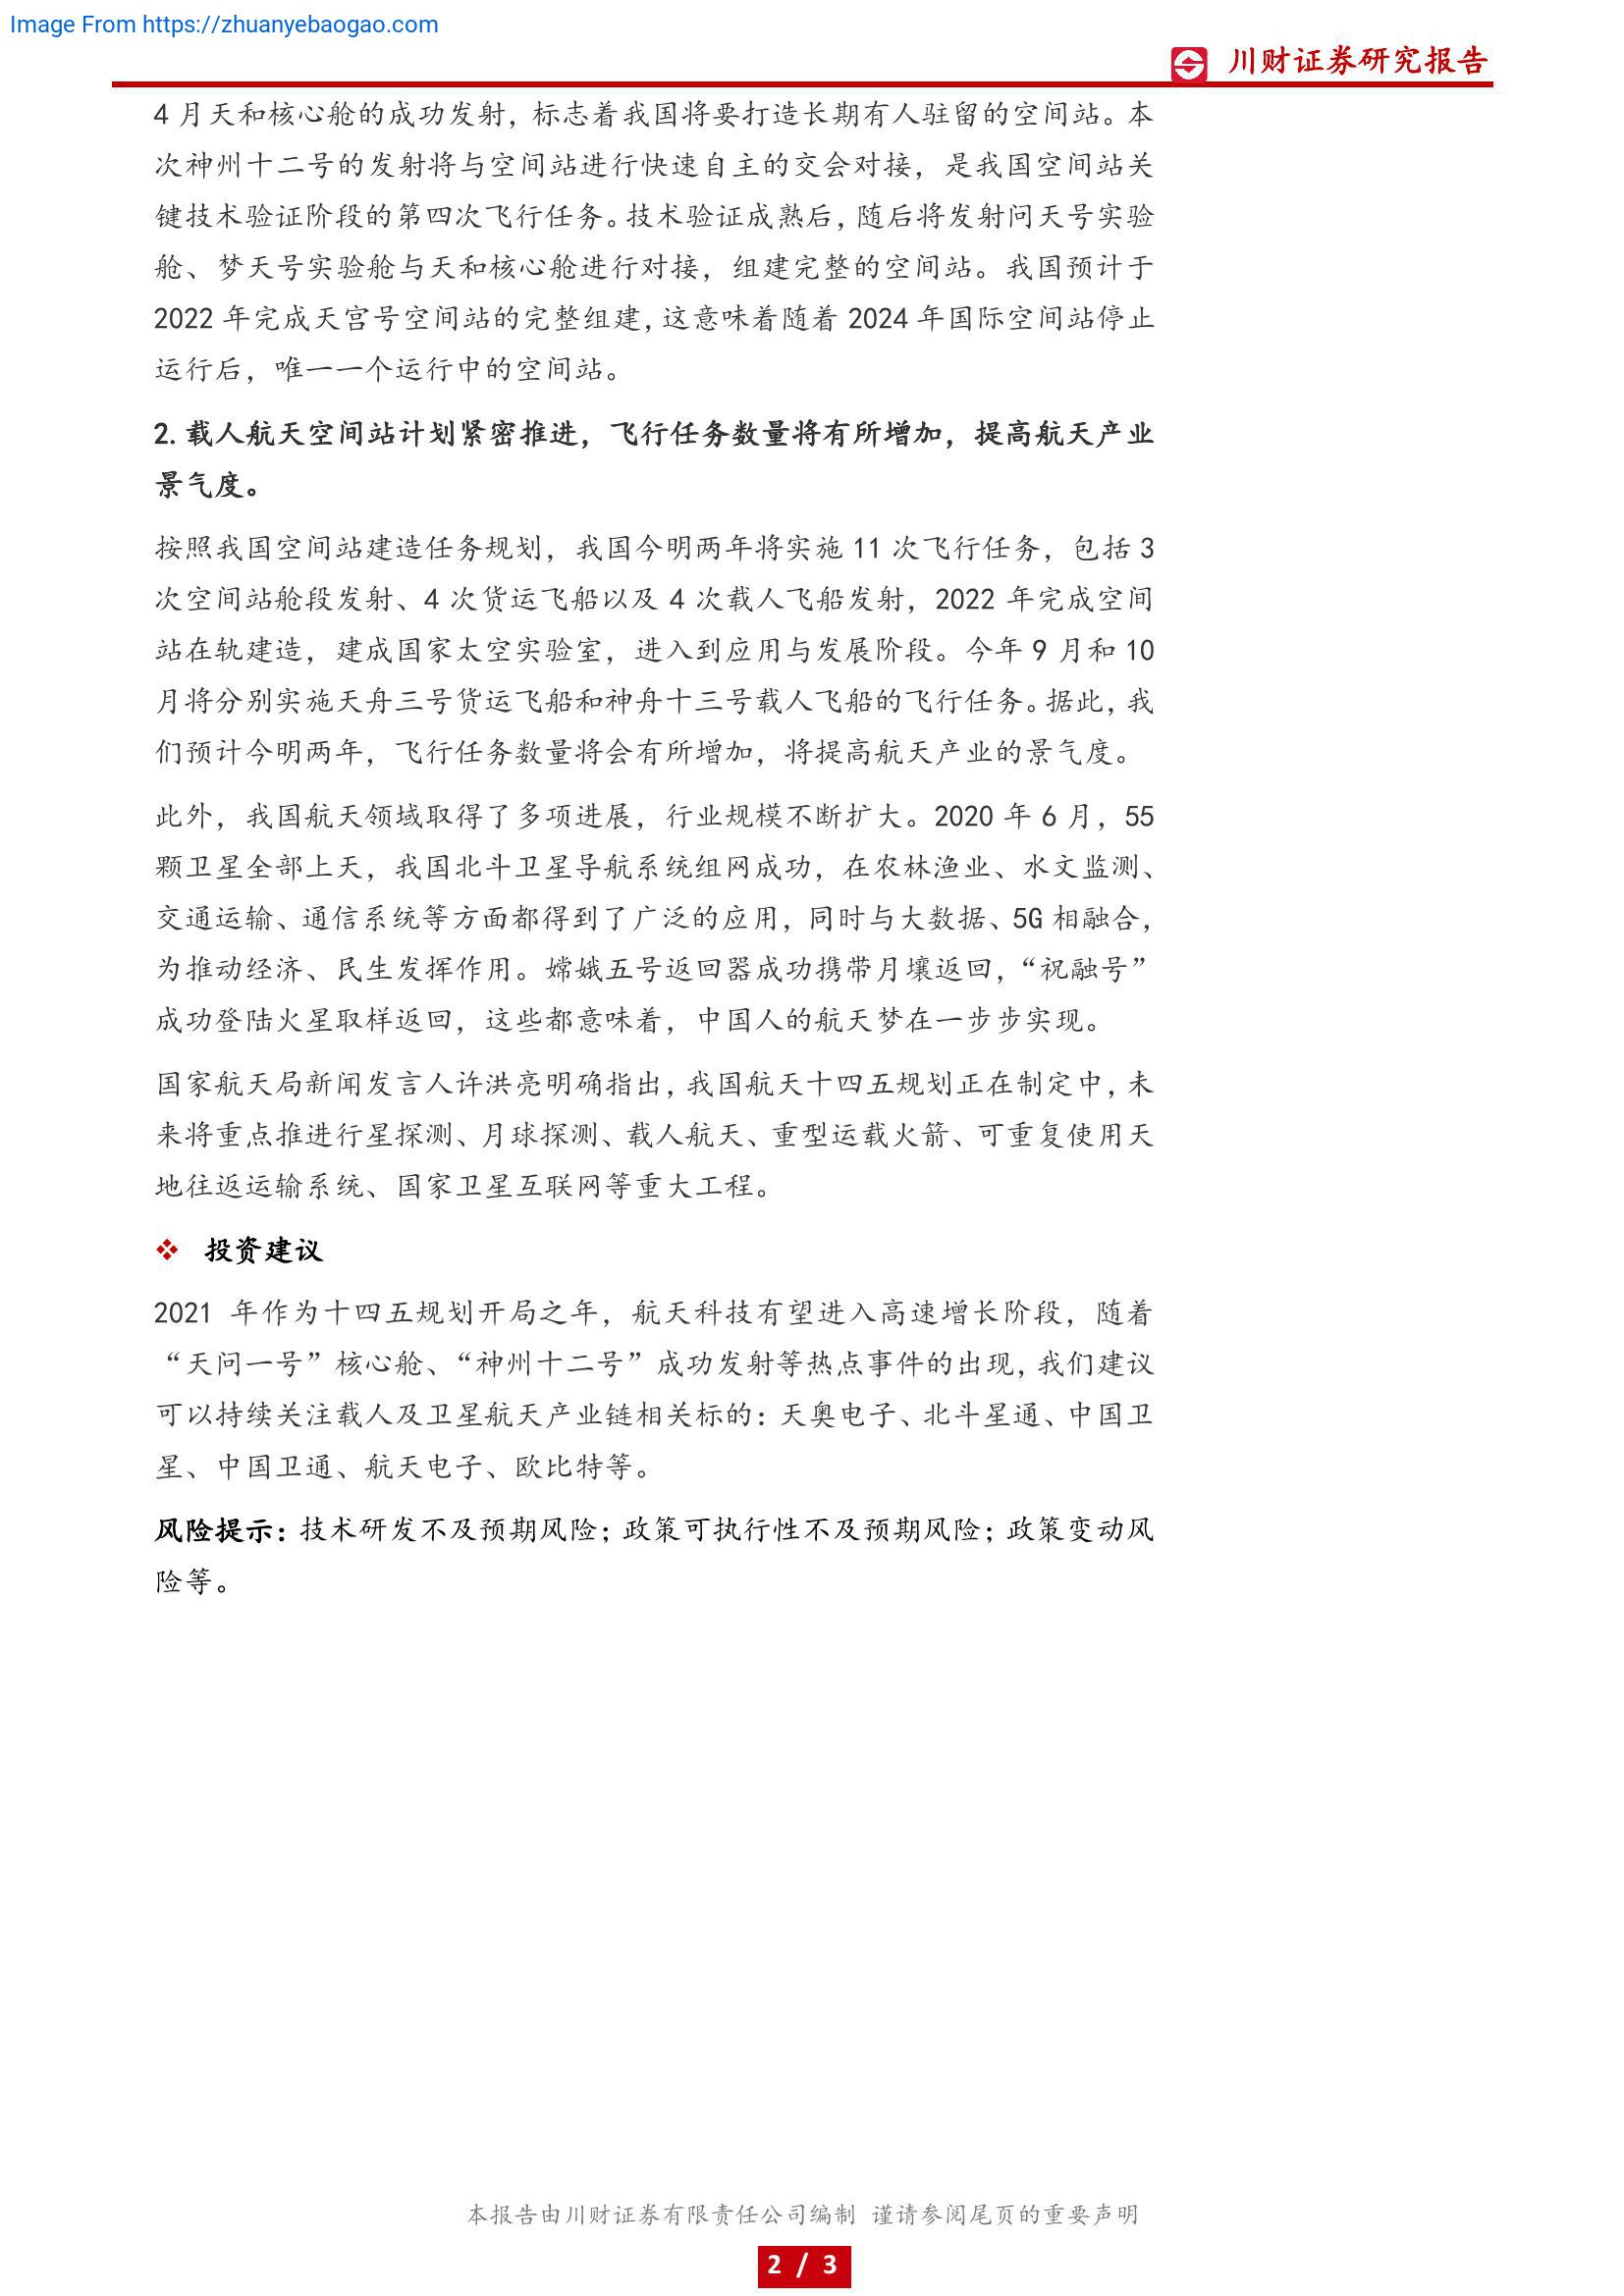 Image From https://zhuanyebaogao.com
川财证券研究报告
4 月天和核心舱的成功发射，标志着我国将要打造长期有人驻留的空间站。本
次神州十二号的发射将与空间站进行快速自主的交会对接，是我国空间站关
键技术验证阶段的第四次飞行任务。技术验证成熟后，随后将发射问天号实验
舱、梦天号实验舱与天和核心舱进行对接，组建完整的空间站。我国预计于
2022 年完成天宫号空间站的完整组建，这意味着随着 2024 年国际空间站停止
运行后，唯一一个运行中的空间站。
2. 载人航天空间站计划紧密推进，飞行任务数量将有所增加，提高航天产业
景气度。
按照我国空间站建造任务规划，我国今明两年将实施 11 次飞行任务，包括 3
次空间站舱段发射、4 次货运飞船以及 4 次载人飞船发射，2022 年完成空间
站在轨建造，建成国家太空实验室，进入到应用与发展阶段。今年 9 月和 10
月将分别实施天舟三号货运飞船和神舟十三号载人飞船的飞行任务。据此，我
们预计今明两年，飞行任务数量将会有所增加，将提高航天产业的景气度。
此外，我国航天领域取得了多项进展，行业规模不断扩大。2020 年 6 月，55
颗卫星全部上天，我国北斗卫星导航系统组网成功，在农林渔业、水文监测、
交通运输、通信系统等方面都得到了广泛的应用，同时与大数据、5G 相融合，
为推动经济、民生发挥作用。嫦娥五号返回器成功携带月壤返回，“祝融号”
成功登陆火星取样返回，这些都意味着，中国人的航天梦在一步步实现。
国家航天局新闻发言人许洪亮明确指出，我国航天十四五规划正在制定中，未
来将重点推进行星探测、月球探测、载人航天、重型运载火箭、可重复使用天
地往返运输系统、国家卫星互联网等重大工程。
❖ 投资建议
2021 年作为十四五规划开局之年，航天科技有望进入高速增长阶段，随着
“天问一号”核心舱、“神州十二号”成功发射等热点事件的出现，我们建议
可以持续关注载人及卫星航天产业链相关标的：天奥电子、北斗星通、中国卫
星、中国卫通、航天电子、欧比特等。
风险提示：技术研发不及预期风险；政策可执行性不及预期风险；政策变动风
险等。
本报告由川财证券有限责任公司编制 谨请参阅尾页的重要声明
2 / 3